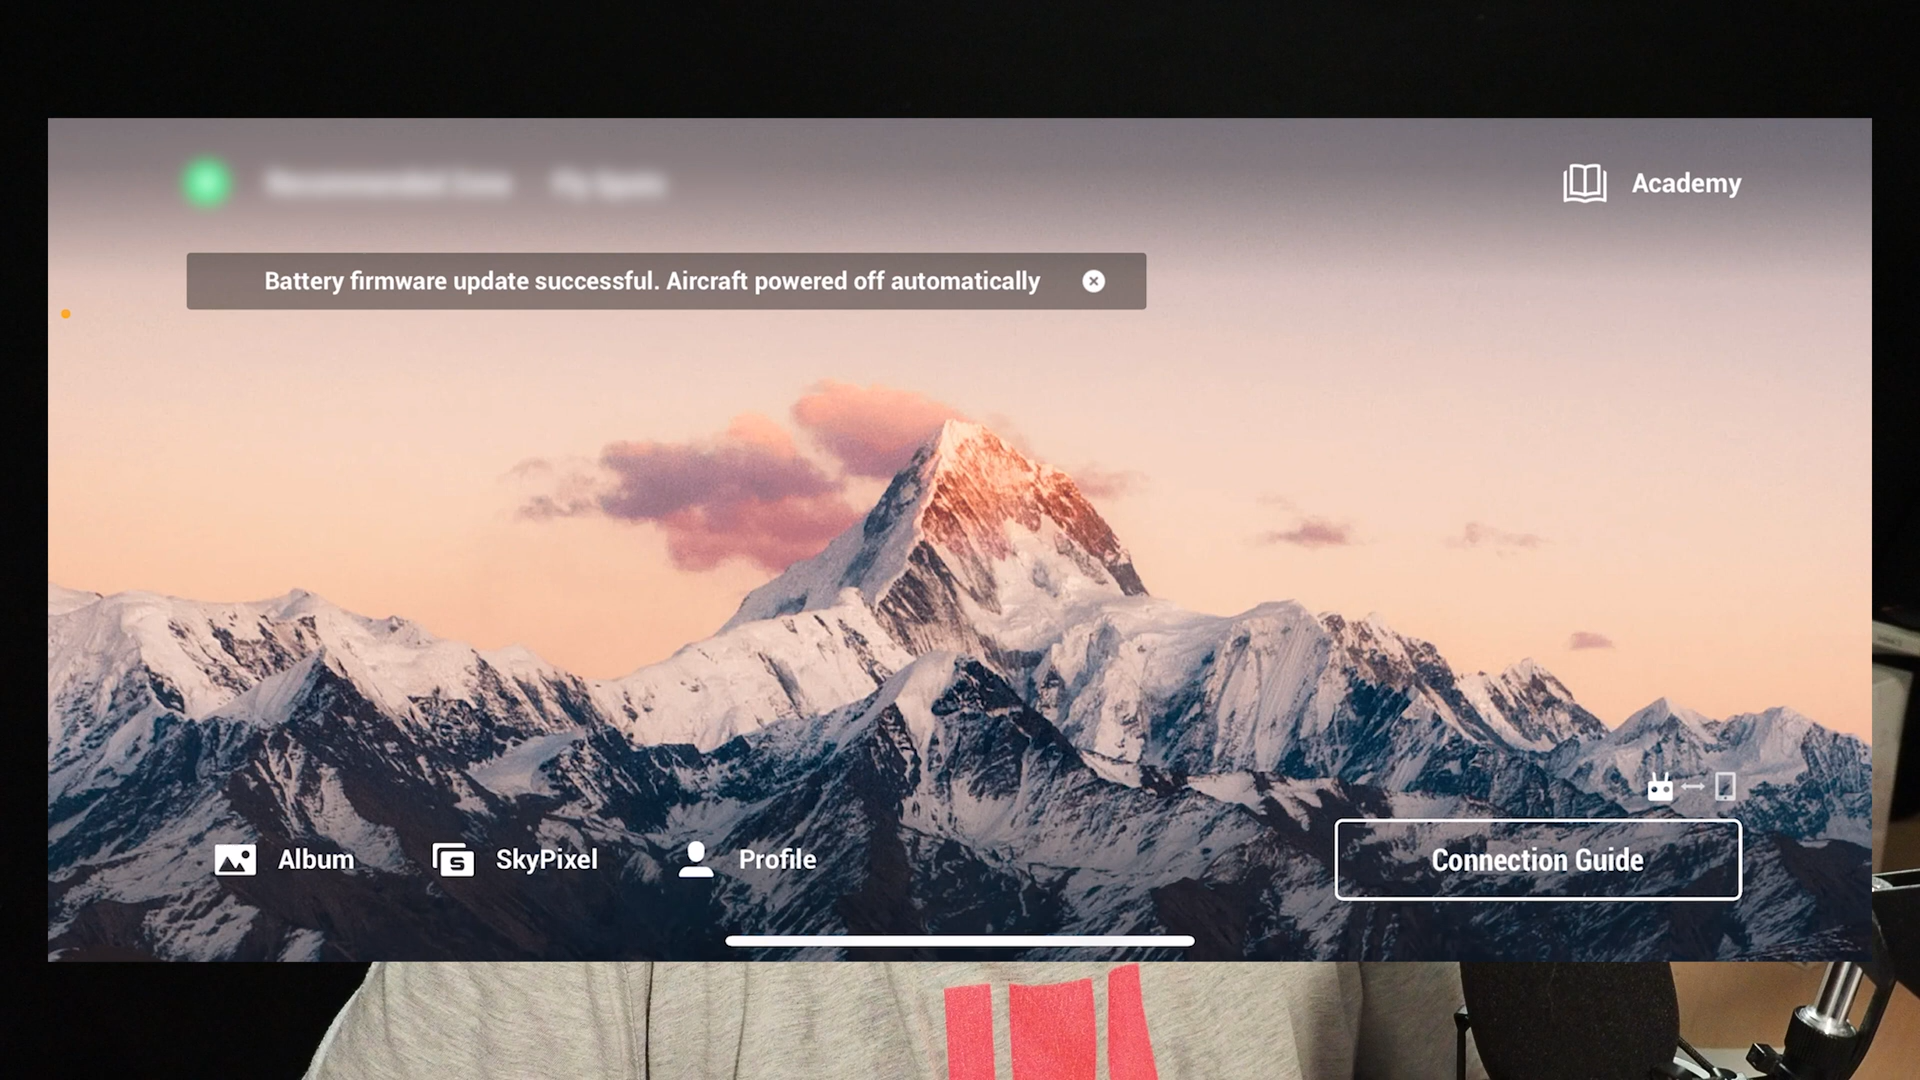 Academy
Battery firmware update successful. Aircraft powered off automatically
Album
SkyPixel
Profile
Connection Guide